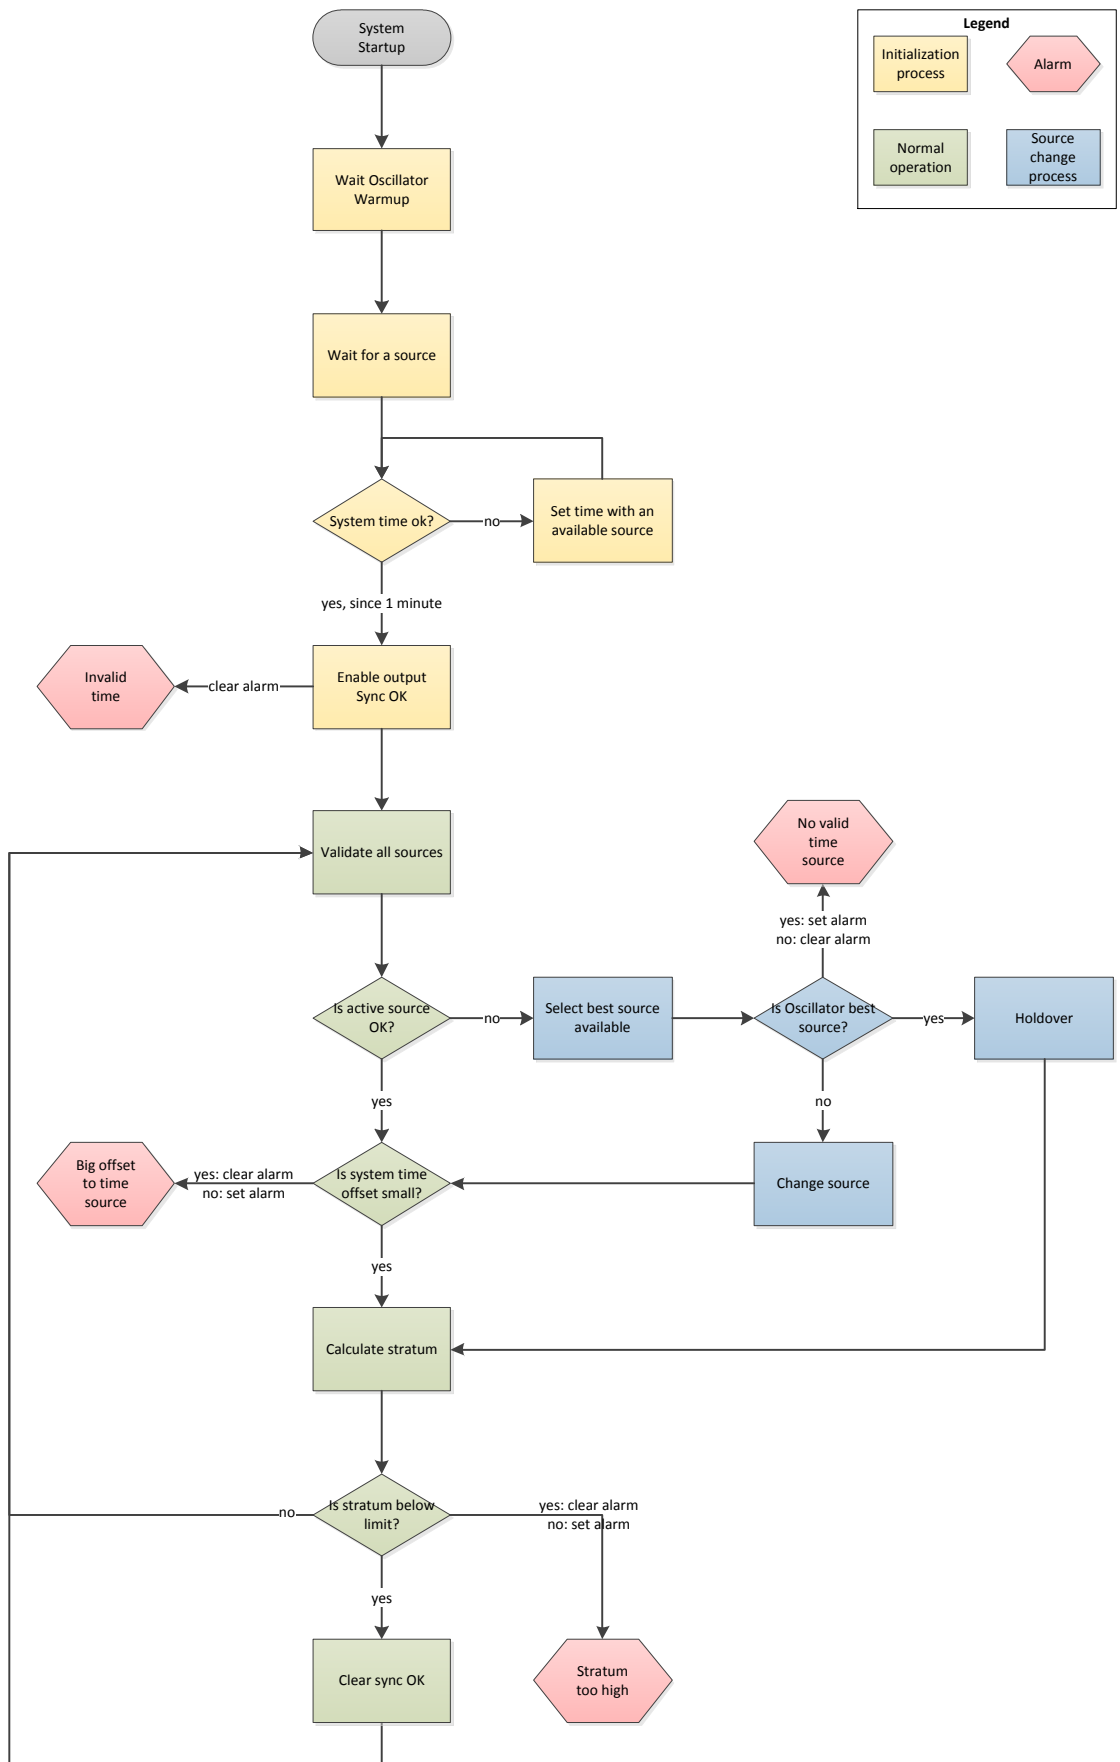 System
Startup
Legend
Initialization
process
Alarm
Normal
operation
Source
change
process
Wait Oscillator
Warmup
Wait for a source
System time ok?
no
Set time with an
available source
yes, since 1 minute
Invalid
time
clear alarm
Enable output
Sync OK
Validate all sources
No valid
time
source
yes: set alarm
no: clear alarm
Is active source
OK?
no
Select best source
available
Is Oscillator best
source?
yes
Holdover
yes
no
Big offset
to time
source
yes: clear alarm
no: set alarm
Is system time
offset small?
Change source
yes
Calculate stratum
no
Is stratum below
limit?
yes: clear alarm
no: set alarm
yes
Clear sync OK
Stratum
too high